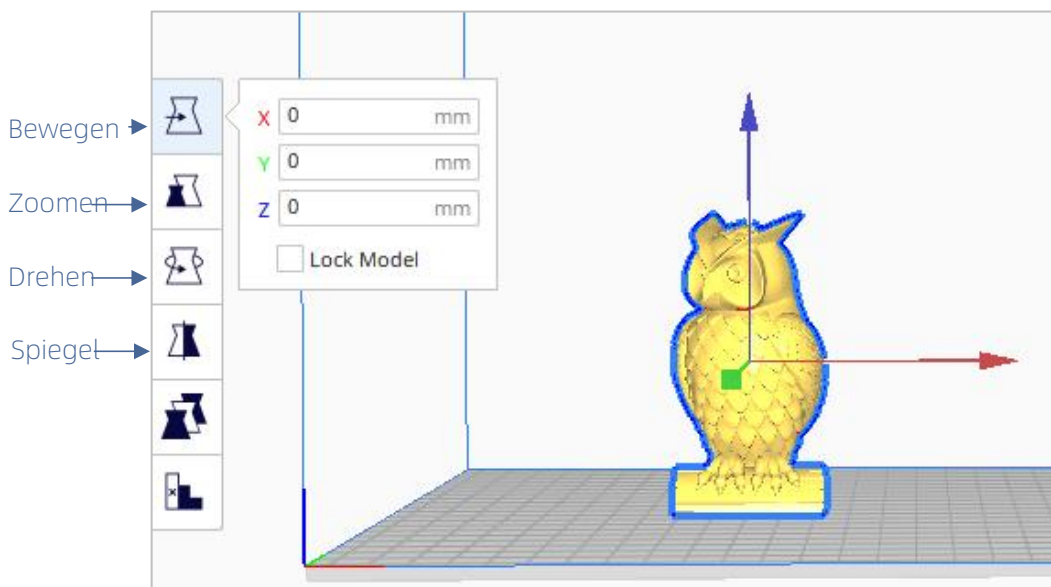 Bewegen
Zoomen
Drehen
Spiegel
X 0 mm
Y 0 mm
Z 0 mm
Lock Model